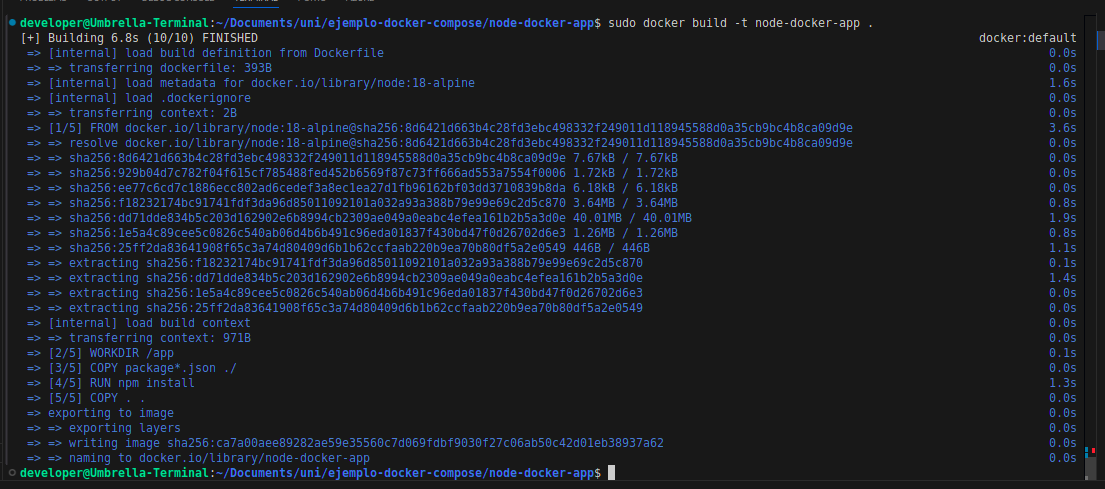 developer@Umbrella-Terminal:~/Documents/uni/ejemplo-docker-compose/node-docker-app$ sudo docker build -t node-docker-app .
[+] Building 6.8s (10/10) FINISHED docker:default
=> [internal] load build definition from Dockerfile 0.0s
=> => transferring dockerfile: 393B 0.0s
=> [internal] load metadata for docker.io/library/node:18-alpine 1.6s
=> [internal] load .dockerignore 0.0s
=> => transferring context: 2B 0.0s
=> [1/5] FROM docker.io/library/node:18-alpine@sha256:8d6421d663b4c28fd3ebc498332f249011d118945588d0a35cb9bc4b8ca09d9e 3.6s
=> => resolve docker.io/library/node:18-alpine@sha256:8d6421d663b4c28fd3ebc498332f249011d118945588d0a35cb9bc4b8ca09d9e 0.0s
=> => sha256:8d6421d663b4c28fd3ebc498332f249011d118945588d0a35cb9bc4b8ca09d9e 7.67kB / 7.67kB 0.0s
=> => sha256:929b04d7c782f04f615cf785488fed452b6569f87c73ff666ad553a7554f0006 1.72kB / 1.72kB 0.0s
=> => sha256:ee77c6cd7c1886ecc802ad6cedef3a8ec1ea27d1fb96162bf03dd3710839b8da 6.18kB / 6.18kB 0.0s
=> => sha256:f18232174bc91741fdf3da96d85011092101a032a93a388b79e99e69c2d5c870 3.64MB / 3.64MB 0.8s
=> => sha256:dd71dde834b5c203d162902e6b8994cb2309ae049a0eabc4efea161b2b5a3d0e 40.01MB / 40.01MB 1.9s
=> => sha256:1e5a4c89cee5c0826c540ab06d4b6b491c96eda01837f430bd47f0d26702d6e3 1.26MB / 1.26MB 0.8s
=> => sha256:25ff2da83641908f65c3a74d80409d6b1b62ccfaab220b9ea70b80df5a2e0549 446B / 446B 1.1s
=> => extracting sha256:f18232174bc91741fdf3da96d85011092101a032a93a388b79e99e69c2d5c870 0.1s
=> => extracting sha256:dd71dde834b5c203d162902e6b8994cb2309ae049a0eabc4efea161b2b5a3d0e 1.4s
=> => extracting sha256:1e5a4c89cee5c0826c540ab06d4b6b491c96eda01837f430bd47f0d26702d6e3 0.0s
=> => extracting sha256:25ff2da83641908f65c3a74d80409d6b1b62ccfaab220b9ea70b80df5a2e0549 0.0s
=> [internal] load build context 0.0s
=> => transferring context: 971B 0.0s
=> [2/5] WORKDIR /app 0.1s
=> [3/5] COPY package*.json ./ 0.0s
=> [4/5] RUN npm install 1.3s
=> [5/5] COPY . . 0.0s
=> exporting to image 0.0s
=> => exporting layers 0.0s
=> => writing image sha256:ca7a00aee89282ae59e35560c7d069fdbf9030f27c06ab50c42d01eb38937a62 0.0s
=> => naming to docker.io/library/node-docker-app 0.0s
developer@Umbrella-Terminal:~/Documents/uni/ejemplo-docker-compose/node-docker-app$